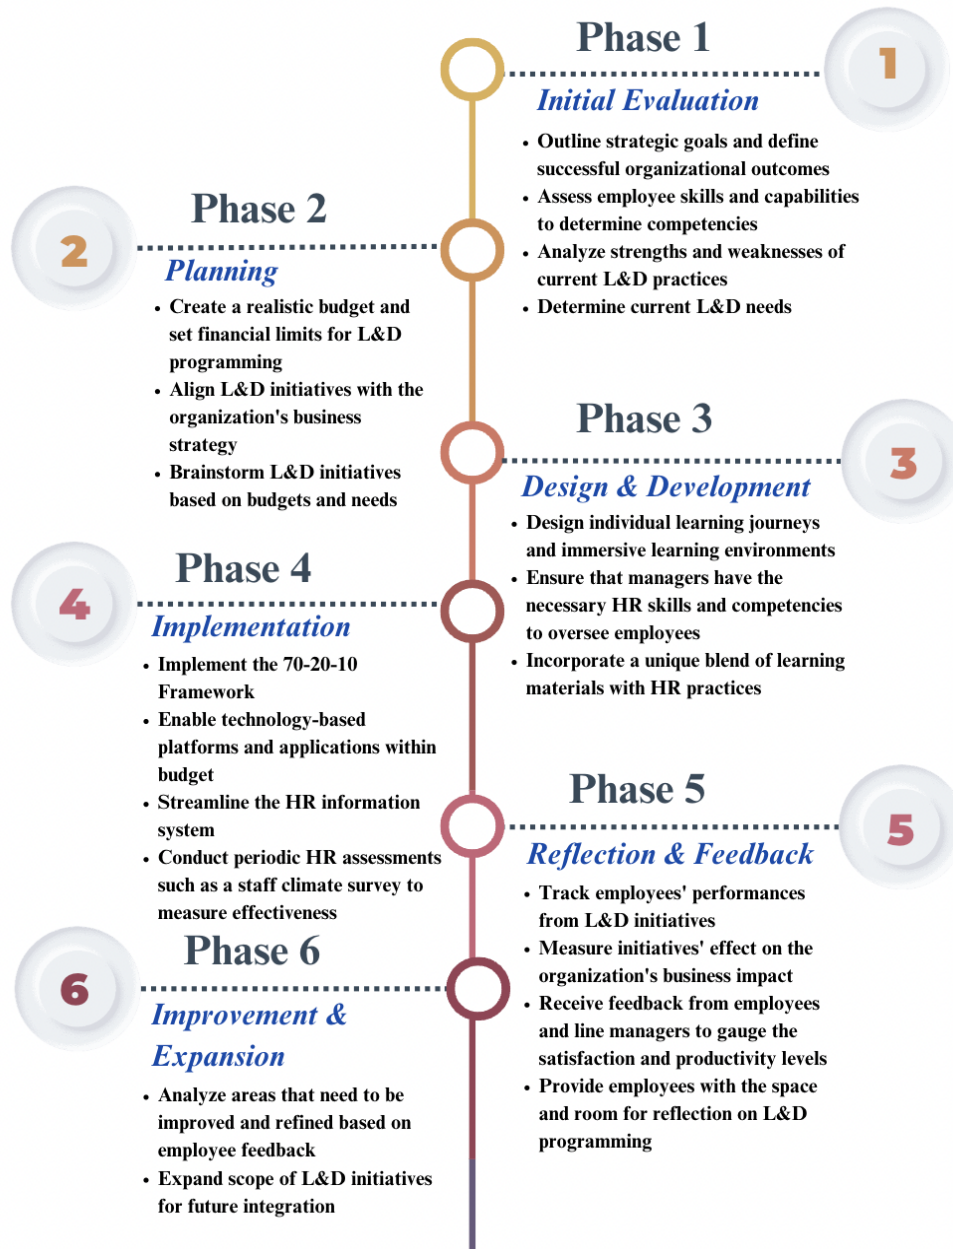 Phase 1
1
Initial Evaluation
• Outline strategic goals and define
successful organizational outcomes
• Assess employee skills and capabilities
to determine competencies
• Analyze strengths and weaknesses of
current L&D practices
• Determine current L&D needs
Phase 2
2
Planning
• Create a realistic budget and
set financial limits for L&D
programming
• Align L&D initiatives with the
organization's business
strategy
• Brainstorm L&D initiatives
based on budgets and needs
Phase 3
3
Design & Development
• Design individual learning journeys
and immersive learning environments
• Ensure that managers have the
necessary HR skills and competencies
to oversee employees
• Incorporate a unique blend of learning
materials with HR practices
Phase 4
4
Implementation
• Implement the 70-20-10
Framework
• Enable technology-based
platforms and applications within
budget
• Streamline the HR information
system
• Conduct periodic HR assessments
such as a staff climate survey to
measure effectiveness
Phase 5
5
Reflection & Feedback
• Track employees' performances
from L&D initiatives
• Measure initiatives' effect on the
organization's business impact
• Receive feedback from employees
and line managers to gauge the
satisfaction and productivity levels
• Provide employees with the space
and room for reflection on L&D
programming
Phase 6
6
Improvement &
Expansion
• Analyze areas that need to be
improved and refined based on
employee feedback
• Expand scope of L&D initiatives
for future integration